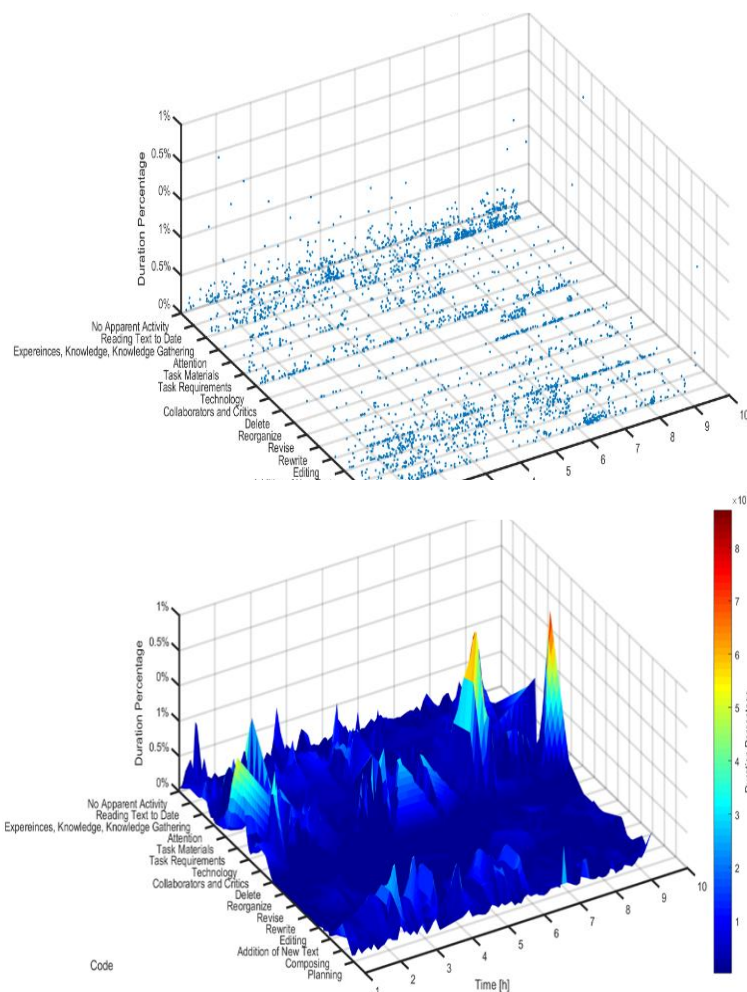 1%
0.5%
0%
1%
0.5%
0%
Duration Percentage
No Apparent Activity
Reading Text to Date
Expereinces, Knowledge, Knowledge Gathering
Attention
Task Materials
Task Requirements
Technology
Collaborators and Critics
Delete
Reorganize
Revise
Rewrite
Editing
5
6
7
8
9
10
×10
8
7
6
5
4
3
2
1
1%
0.5%
0%
1%
0.5%
0%
Duration Percentage
No Apparent Activity
Reading Text to Date
Expereinces, Knowledge, Knowledge Gathering
Attention
Task Materials
Task Requirements
Technology
Collaborators and Critics
Delete
Reorganize
Revise
Rewrite
Editing
Addition of New Text
Composing
Planning
Code
2
3
4
5
6
7
8
9
10
Time [h]